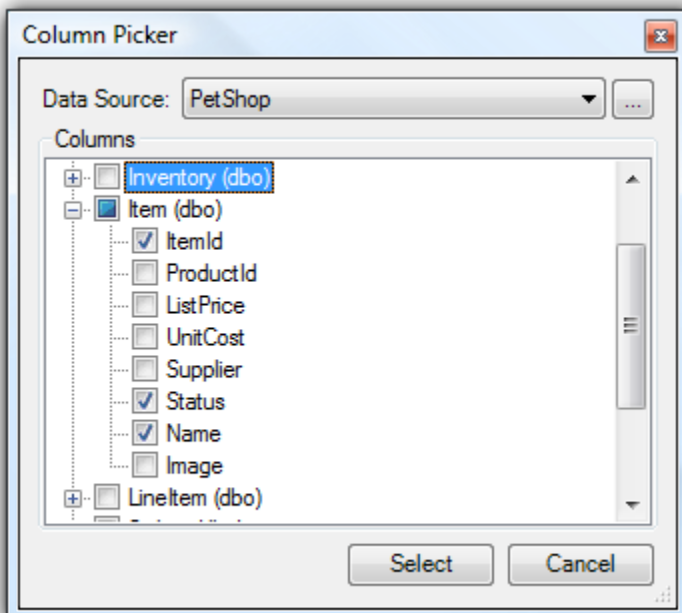 Column Picker
Data Source: PetShop ...
Columns
Inventory (dbo)
Item (dbo)
ItemId
ProductId
ListPrice
UnitCost
Supplier
Status
Name
Image
LineItem (dbo)
Select Cancel